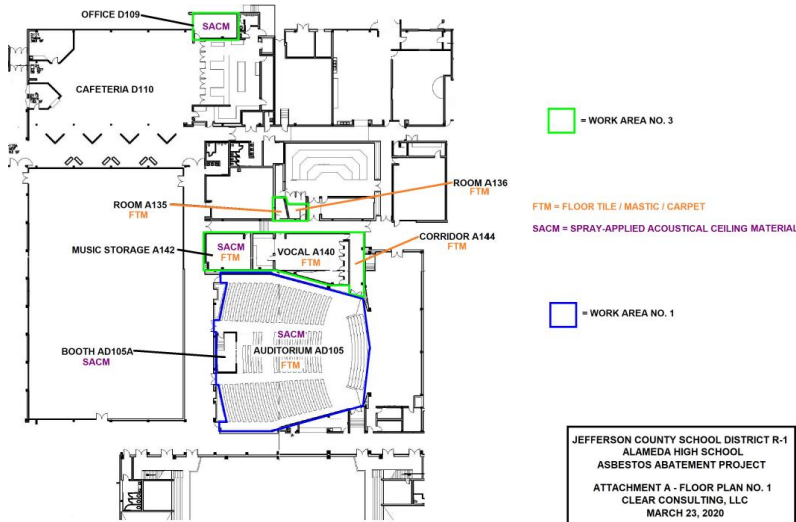 OFFICE D109
SACM
CAFETERIA D110
= WORK AREA NO. 3
ROOM A135
FTM
ROOM A136
FTM
FTM = FLOOR TILE / MASTIC / CARPET
SACM = SPRAY-APPLIED ACOUSTICAL CEILING MATERIAL
MUSIC STORAGE A142
SACM
FTM
VOCAL A140
FTM
CORRIDOR A144
FTM
= WORK AREA NO. 1
BOOTH AD105A
SACM
SACM
AUDITORIUM AD105
FTM
JEFFERSON COUNTY SCHOOL DISTRICT R-1
ALAMEDA HIGH SCHOOL
ASBESTOS ABATEMENT PROJECT
ATTACHMENT A - FLOOR PLAN NO. 1
CLEAR CONSULTING, LLC
MARCH 23, 2020